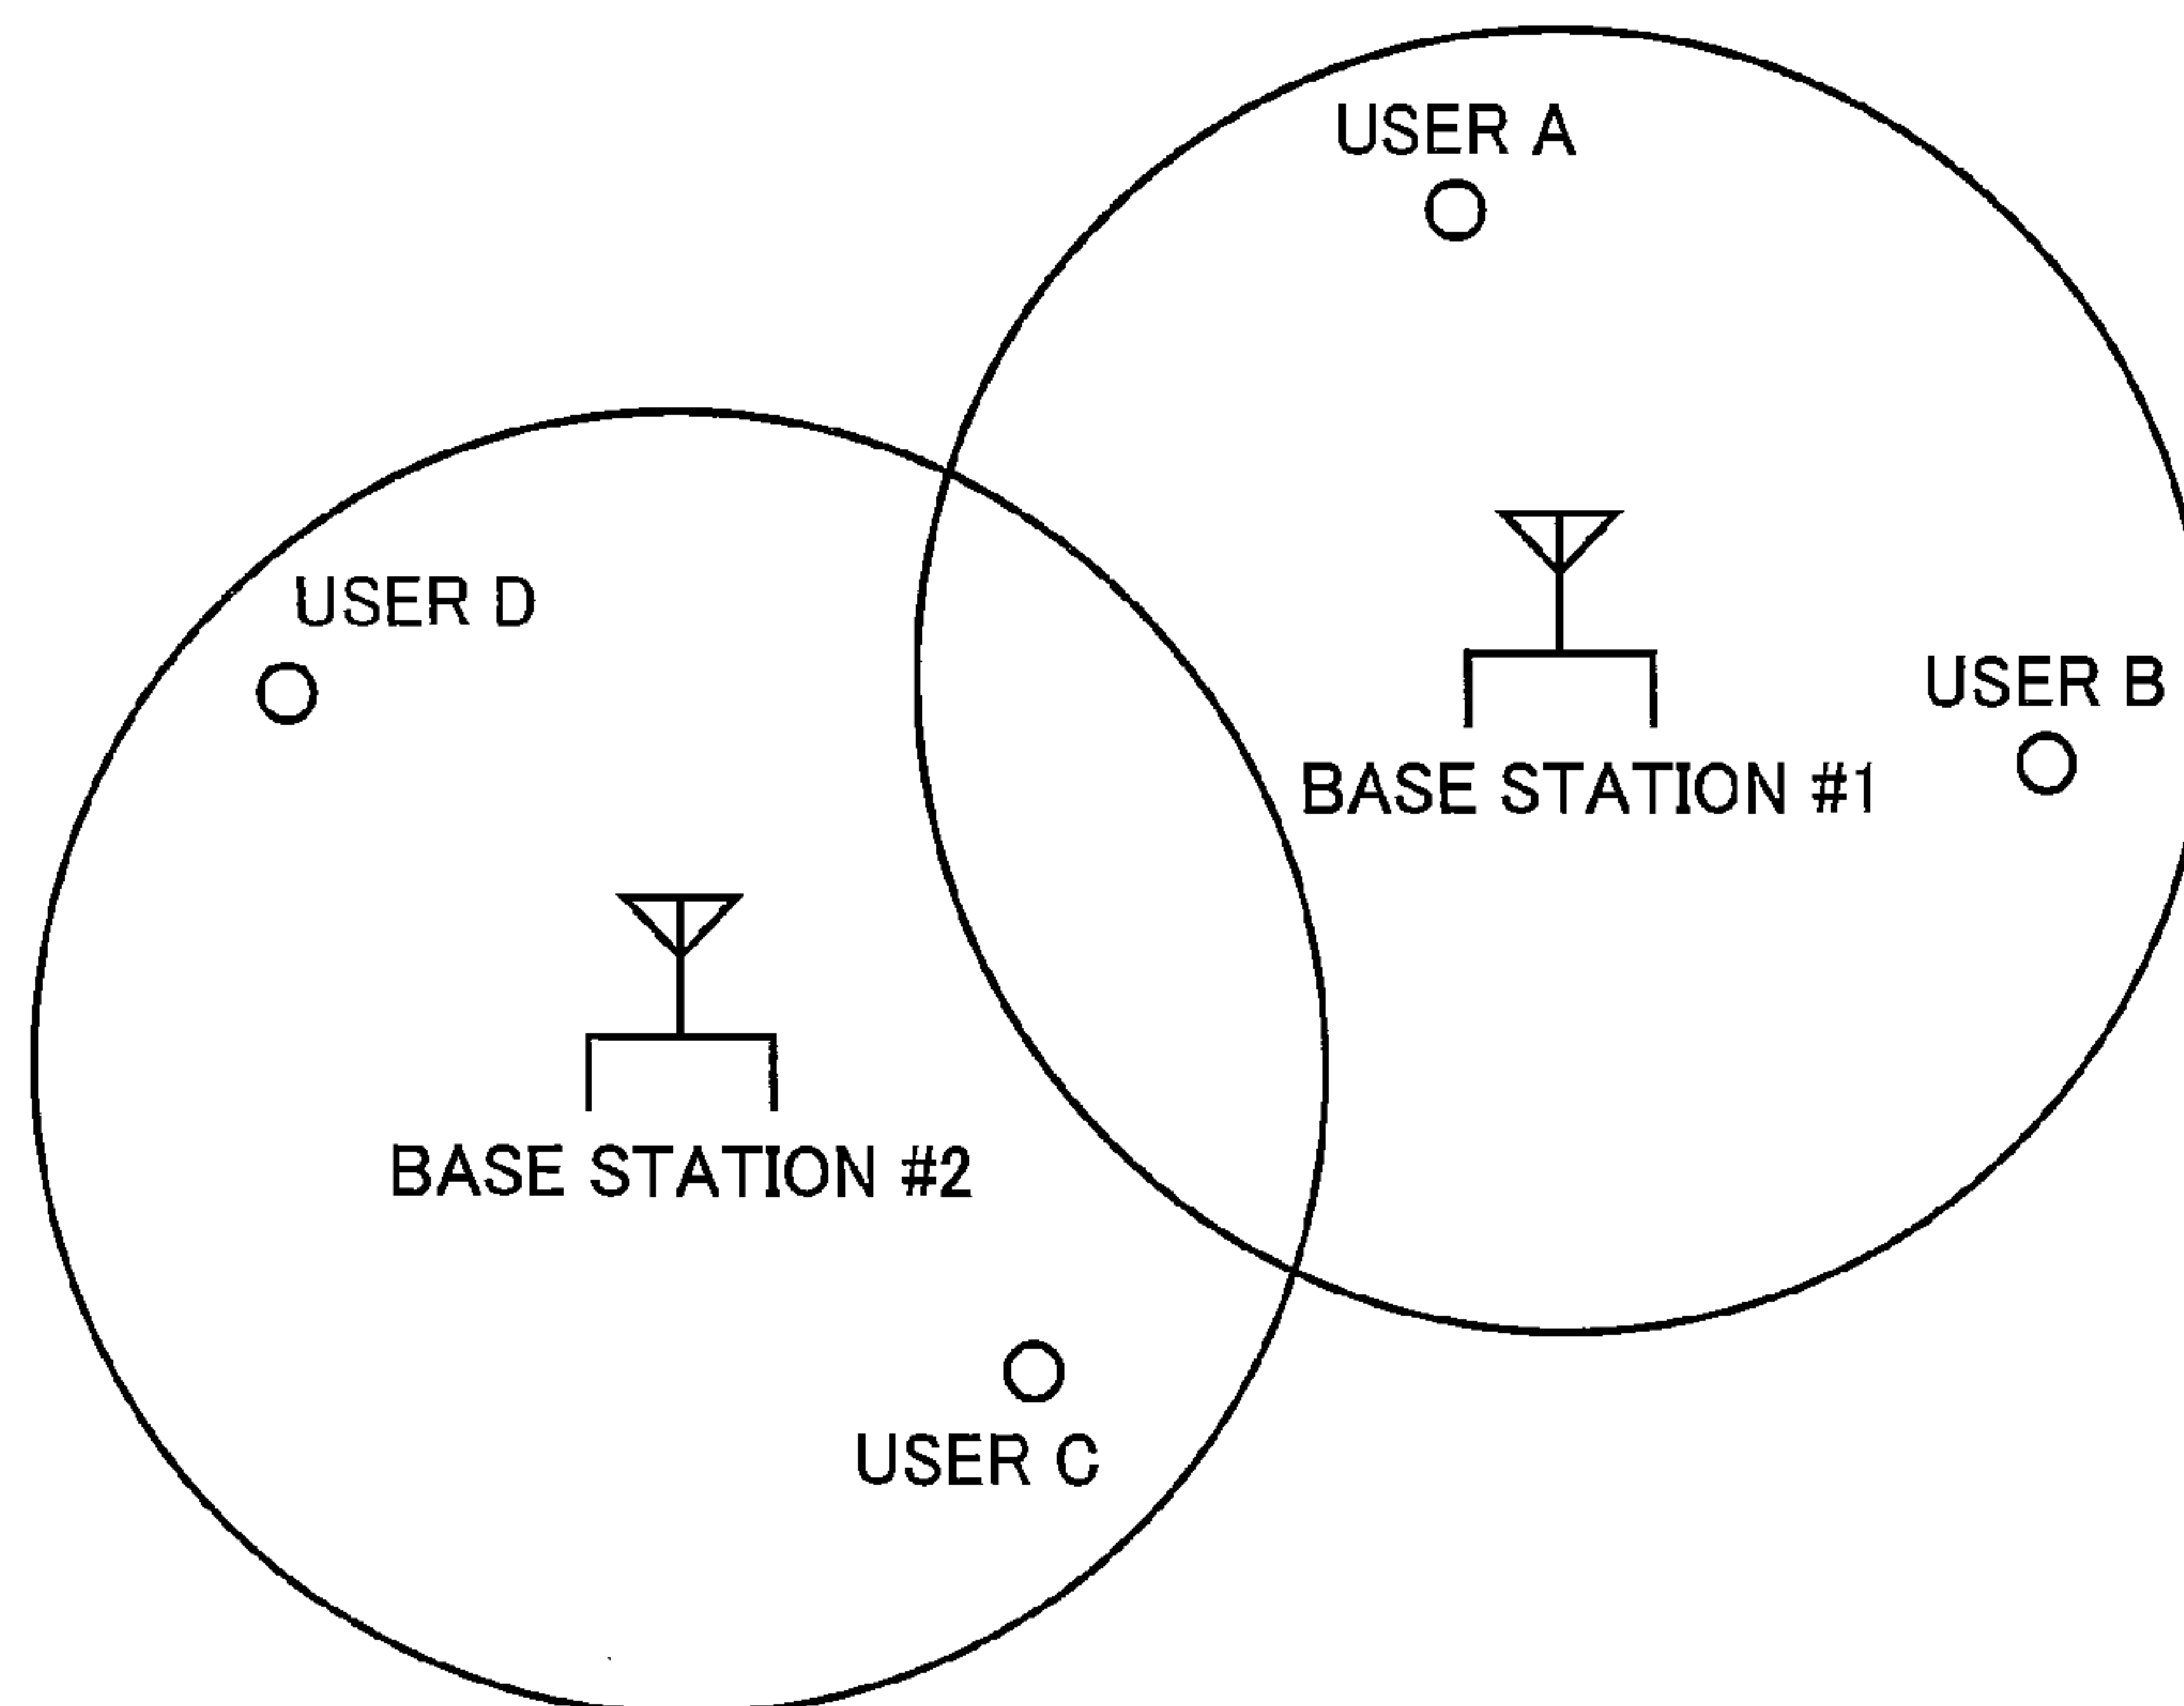 USER A
USER D
USER B
BASE STATION #1
BASE STATION #2
USER C